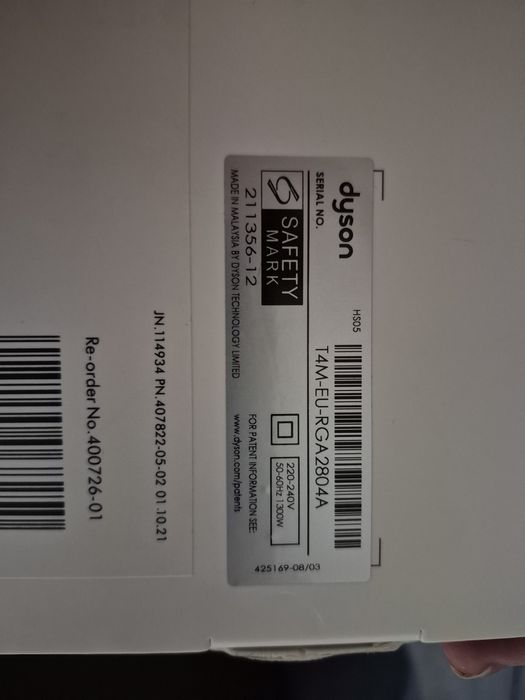 dyson
HS05
SERIAL NO.
T4M-EU-RGA2804A
SAFETY
MARK
211356-12
220-240V
50-60Hz 1300W
MADE IN MALAYSIA BY DYSON TECHNOLOGY LIMITED
FOR PATENT INFORMATION SEE:
www.dyson.com/patents
425169-08/03
JN.114934 PN.407822-05-02 01.10.21
Re-order No.400726-01